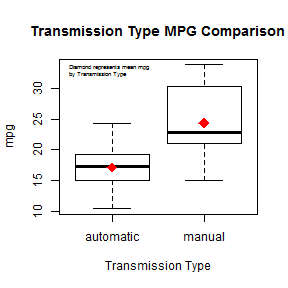 Transmission Type MPG Comparison
Diamond represents mean mpg
by Transmission Type
mpg
30
25
20
15
10
automatic manual
Transmission Type